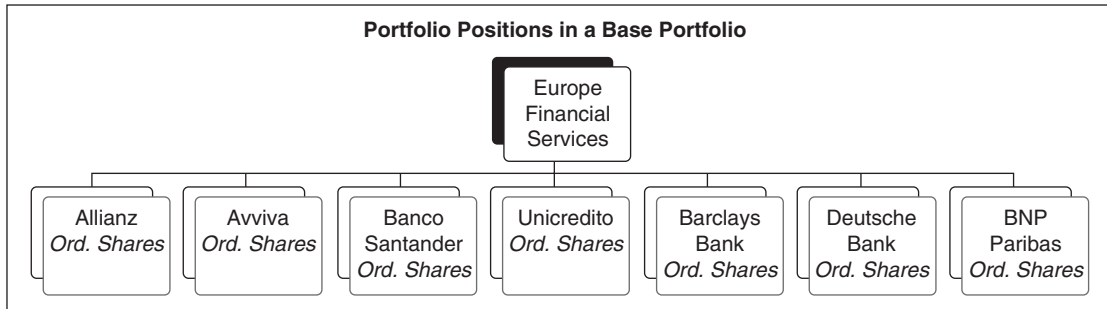 Portfolio Positions in a Base Portfolio
Europe
Financial
Services
Allianz
Ord. Shares
Avviva
Ord. Shares
Banco
Santander
Ord. Shares
Unicredito
Ord. Shares
Barclays
Bank
Ord. Shares
Deutsche
Bank
Ord. Shares
BNP
Paribas
Ord. Shares